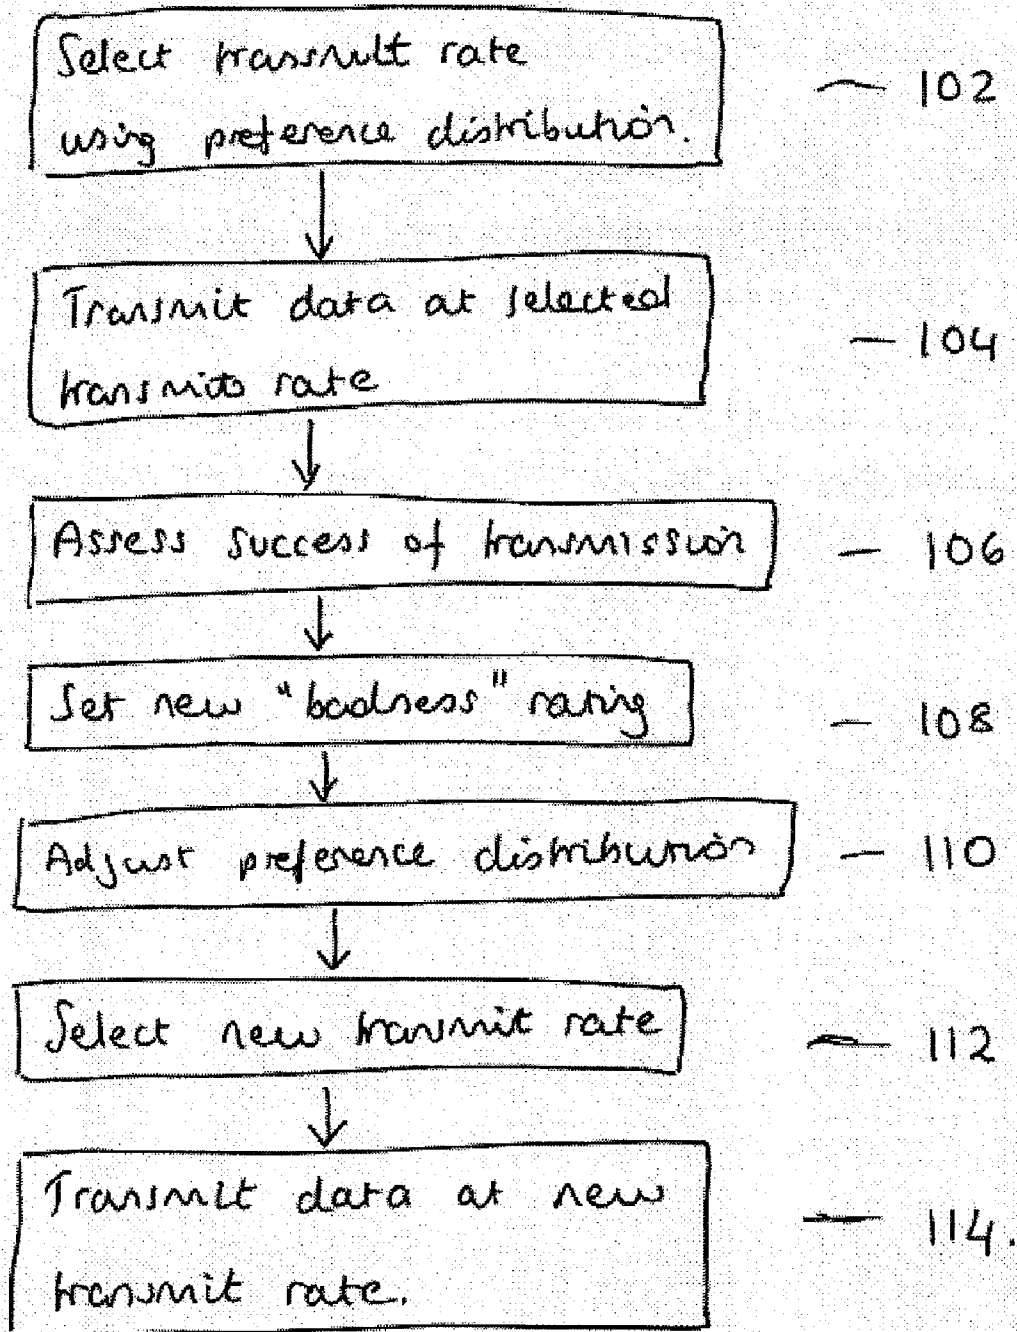 Select transmit rate
using preference distribution.
— 102
Transmit data at selected
transmit rate
— 104
Assess success of transmission
— 106
Set new "badness" rating
— 108
Adjust preference distribution
— 110
Select new transmit rate
— 112
Transmit data at new
transmit rate.
— 114.